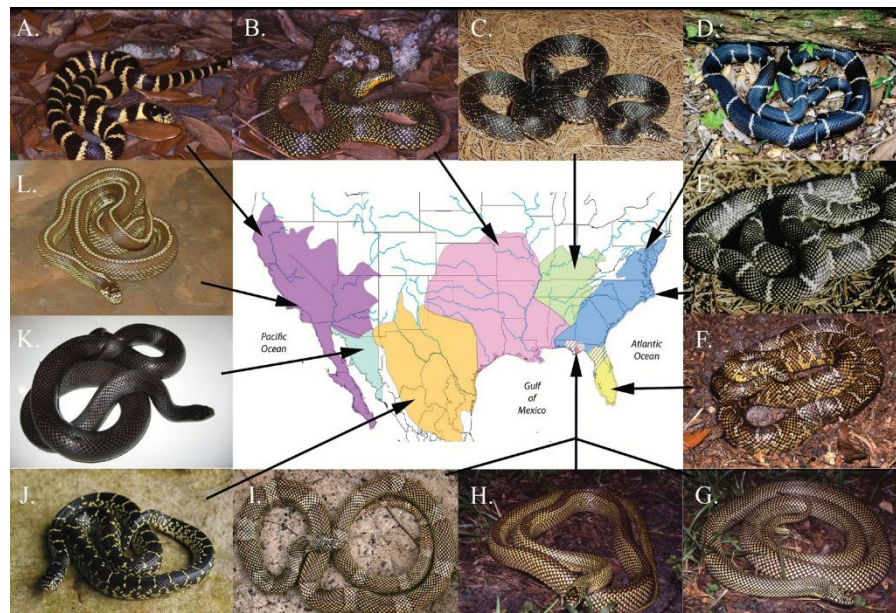 A.
B.
C.
D.
L.
E.
K.
Pacific
Ocean
Atlantic
Ocean
Gulf
of
Mexico
F.
J.
I.
H.
G.